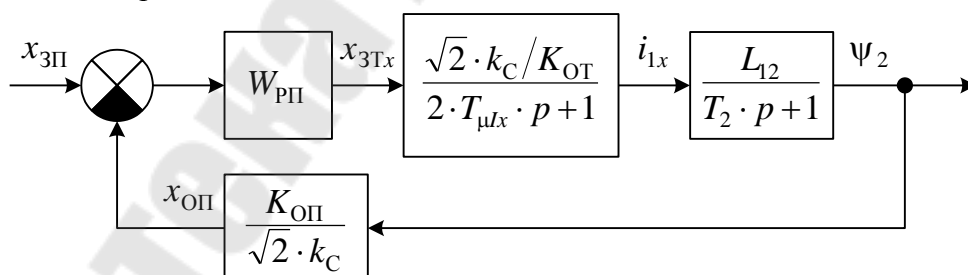 x_ЗП
W_РП
x_ЗТx
√2 · k_C / K_ОТ
2 · T_μIx · p + 1
i_1x
L_12
T_2 · p + 1
ψ_2
x_ОП
K_ОП
√2 · k_C